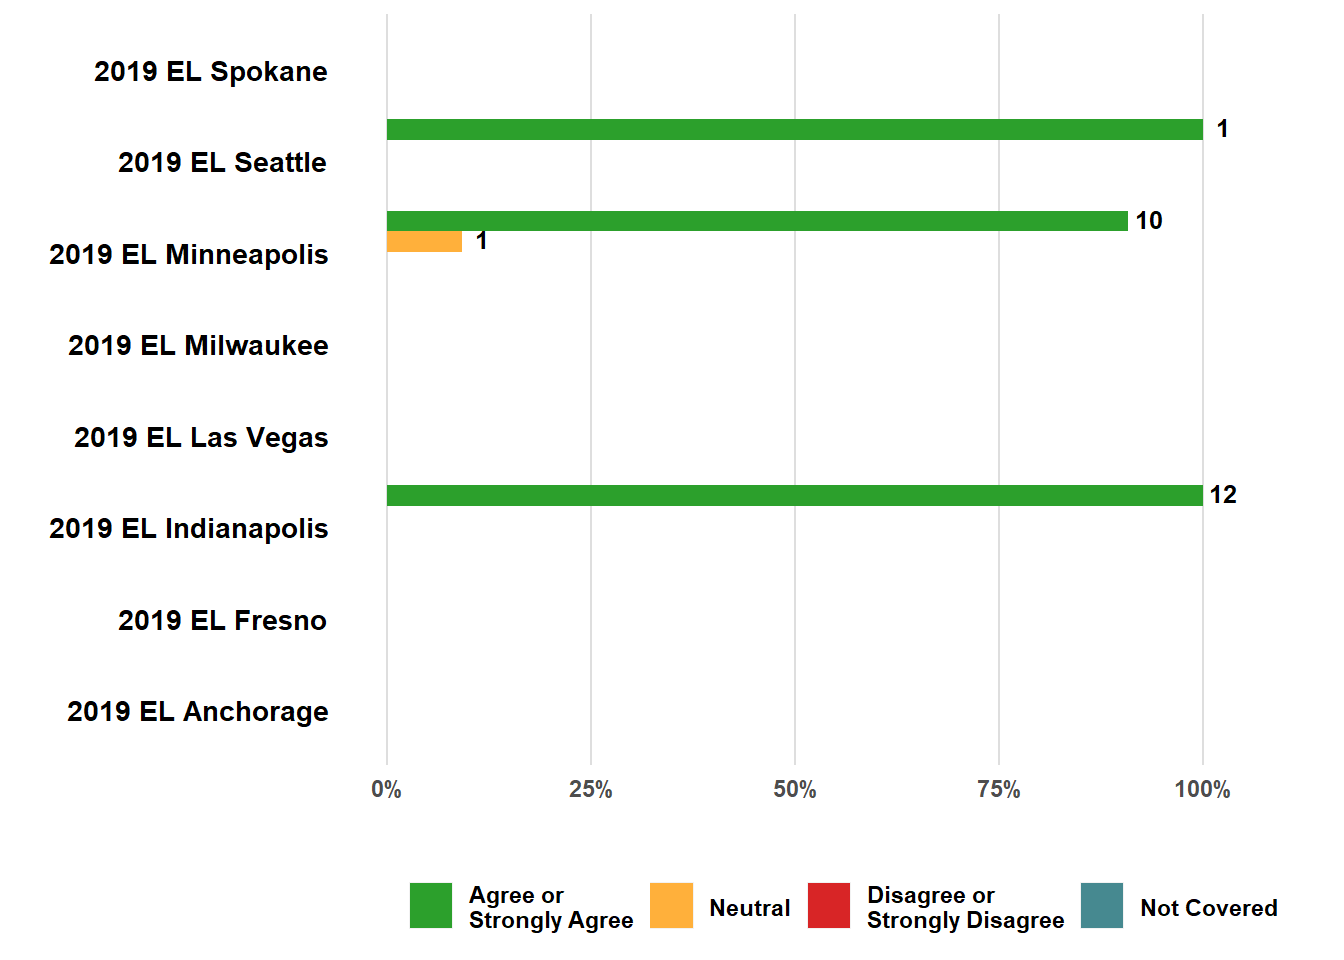 2019 EL Spokane
1
2019 EL Seattle
10
1
2019 EL Minneapolis
2019 EL Milwaukee
2019 EL Las Vegas
12
2019 EL Indianapolis
2019 EL Fresno
2019 EL Anchorage
0% 25% 50% 75% 100%
Agree or
Strongly Agree
Neutral
Disagree or
Strongly Disagree
Not Covered